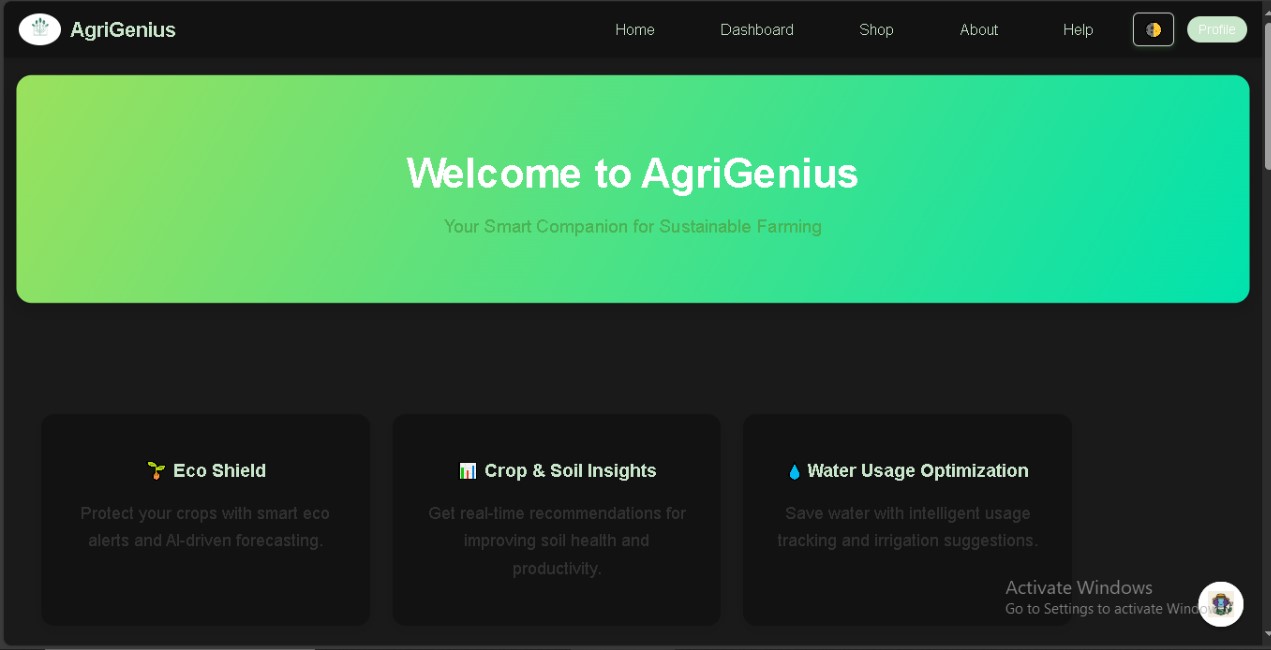 AgriGenius
Home
Dashboard
Shop
About
Help
Profile
Welcome to AgriGenius
Your Smart Companion for Sustainable Farming
Eco Shield
Protect your crops with smart eco
alerts and AI-driven forecasting.
Crop & Soil Insights
Get real-time recommendations for
improving soil health and
productivity.
Water Usage Optimization
Save water with intelligent usage
tracking and irrigation suggestions.
Activate Windows
Go to Settings to activate Windows.